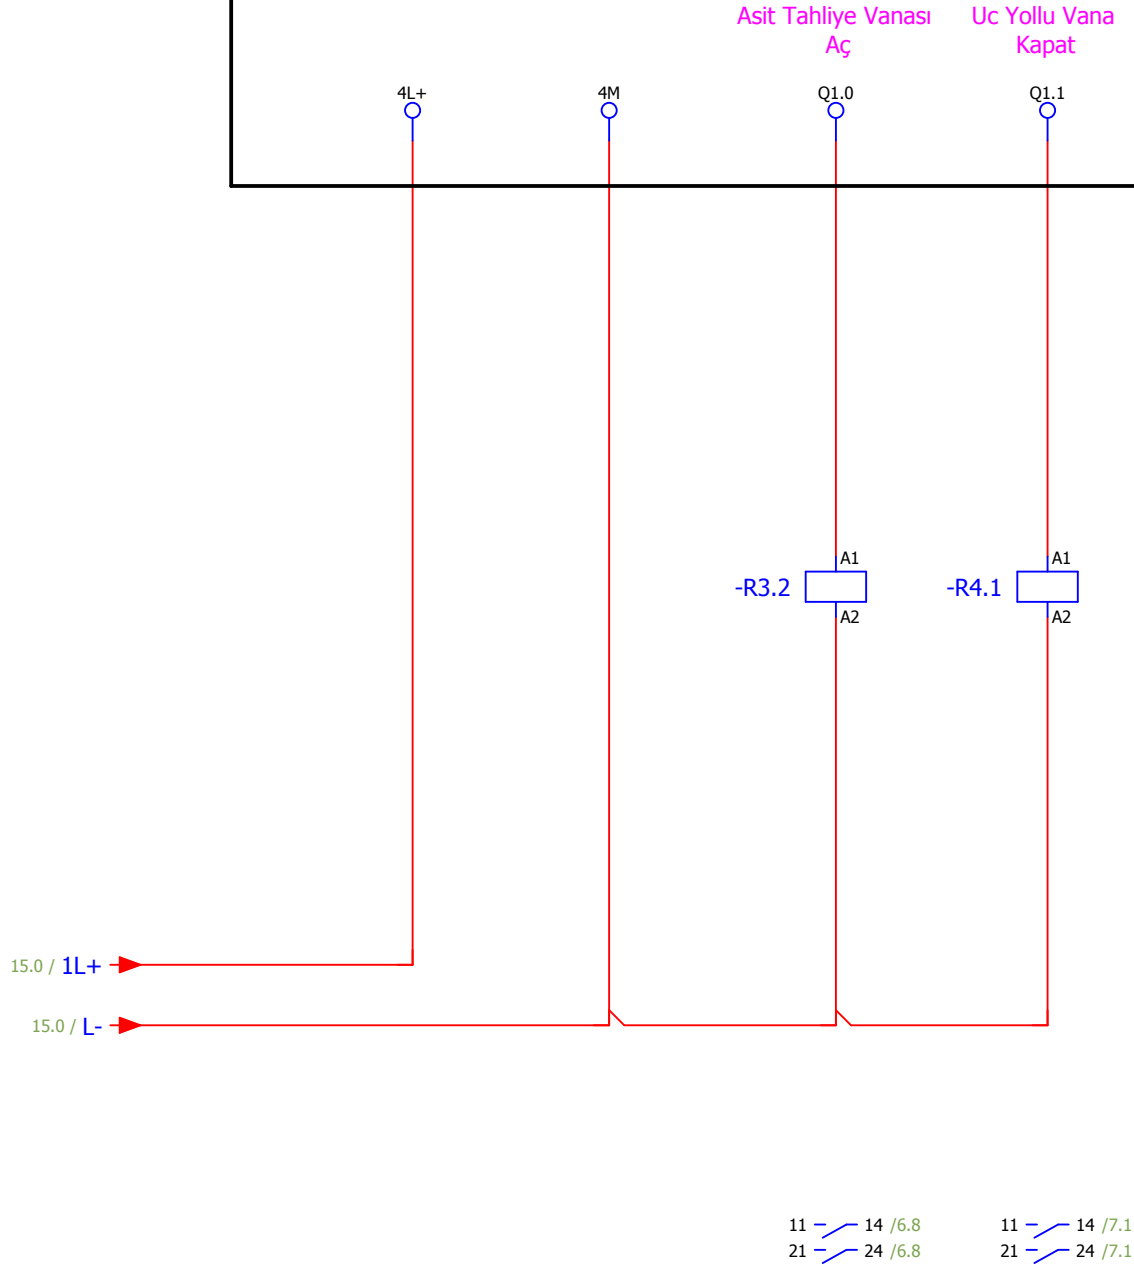 Asit Tahliye Vanası
Aç
Uc Yollu Vana
Kapat
4L+
4M
Q1.0
Q1.1
-R3.2
A1
A2
-R4.1
A1
A2
15.0 / 1L+
15.0 / L-
11 14 /6.8
21 24 /6.8
11 14 /7.1
21 24 /7.1